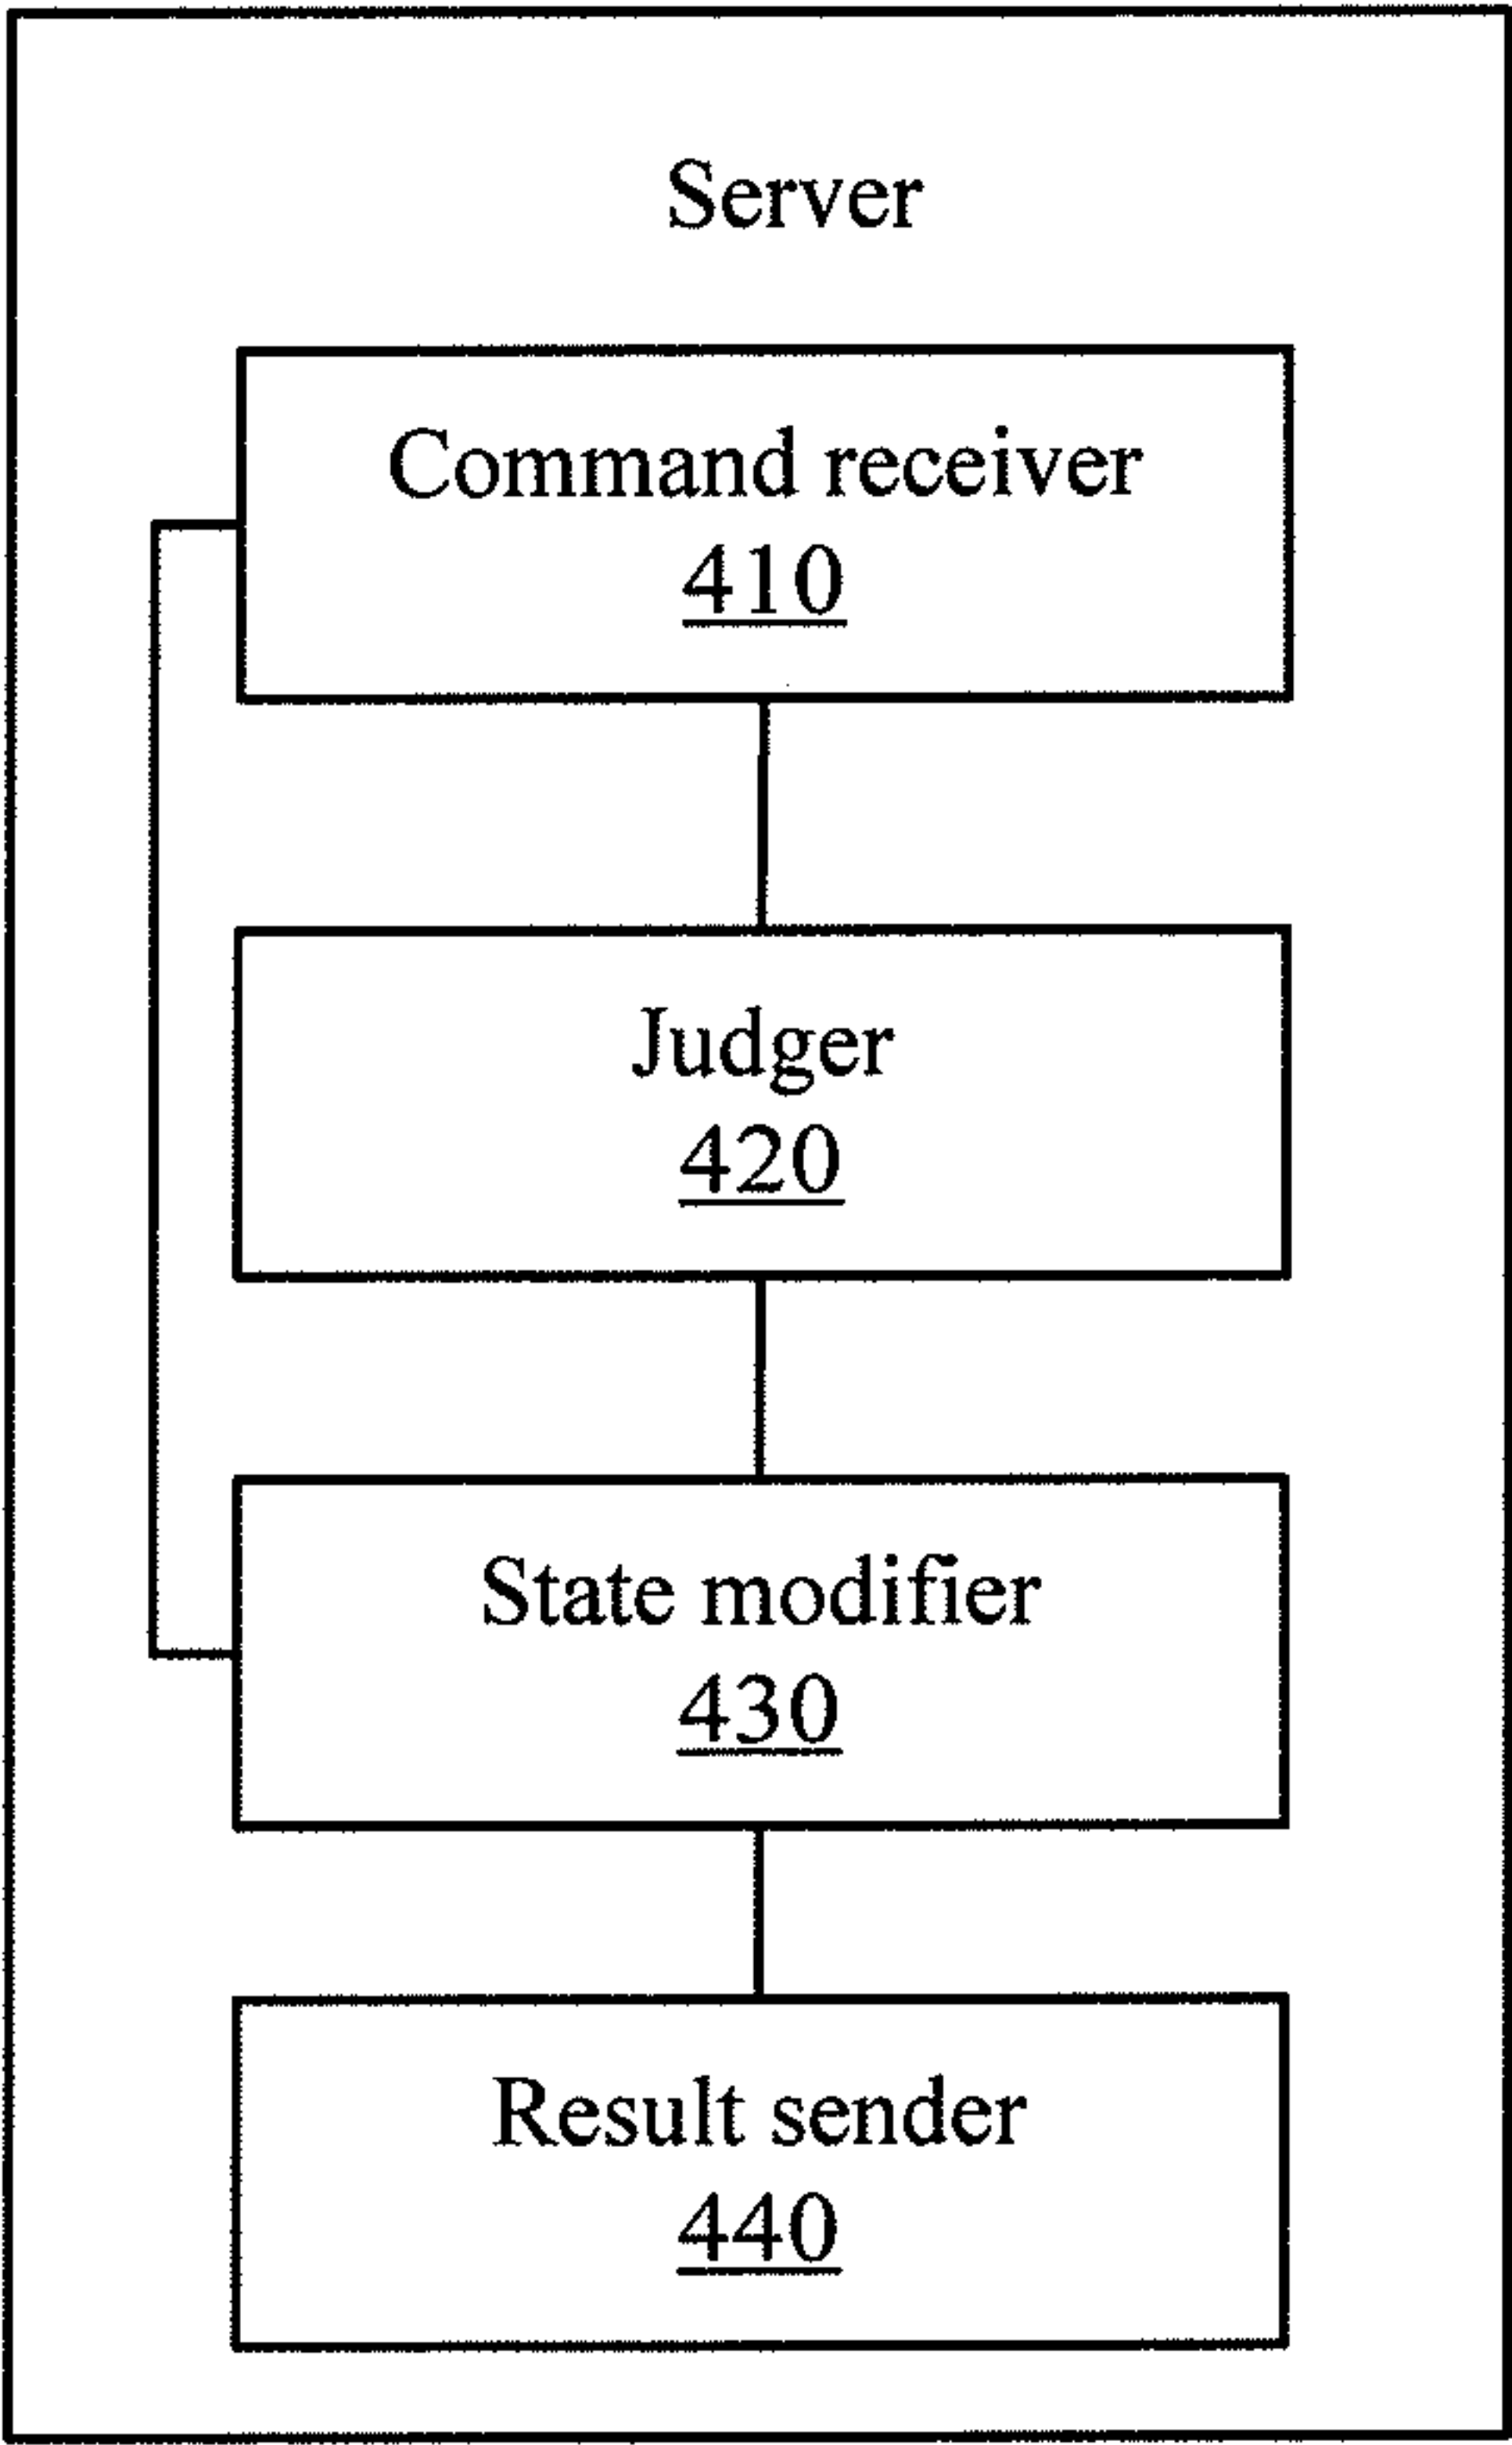 Server
Command receiver
410
Judger
420
State modifier
430
Result sender
440